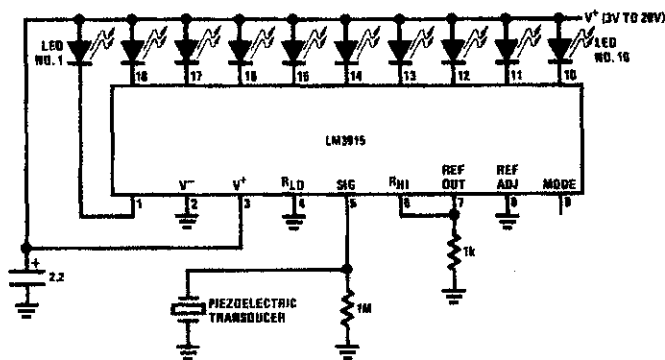 V+ (3V TO 20V)
LED NO. 1
LED NO. 10
18 17 16 15 14 13 12 11 10
LM3915
V− V+ RLO SIG RHI REF OUT REF ADJ MODE
1 2 3 4 5 6 7 8 9
+
2.2
1k
PIEZOELECTRIC
TRANSDUCER
1M